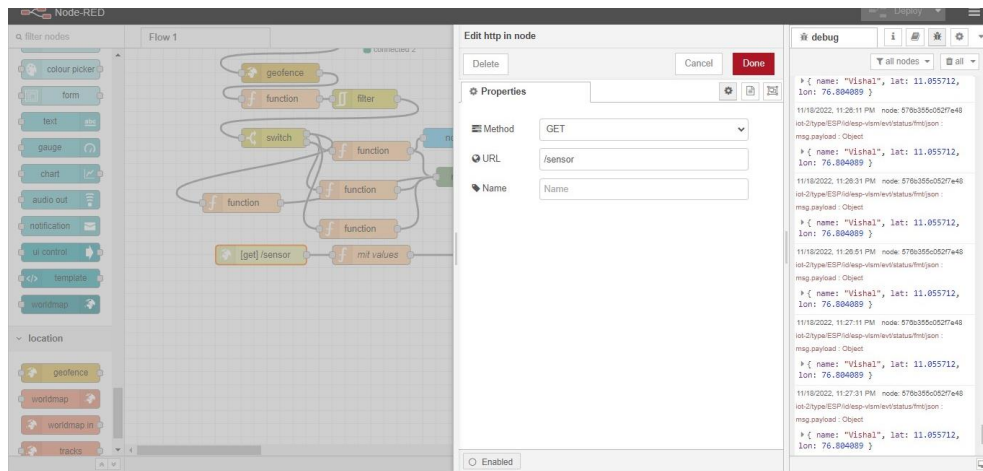 Node-RED
Deploy
filter nodes
colour picker
form
text
abc
gauge
chart
audio out
notification
ui control
template
worldmap
location
geofence
worldmap
worldmap in
tracks
Flow 1
connected 2
geofence
function
filter
switch
function
function
function
function
[get] /sensor
mit values
Edit http in node
Delete
Cancel
Done
Properties
Method
GET
URL
/sensor
Name
Name
Enabled
debug
all nodes
all
{ name: "Vishal", lat: 11.055712,
lon: 76.804089 }
11/18/2022, 11:26:11 PM node: 576b355c052f7e48
iot-2/type/ESP/id/esp-vlsm/evt/status/fmt/json :
msg.payload : Object
{ name: "Vishal", lat: 11.055712,
lon: 76.804089 }
11/18/2022, 11:26:31 PM node: 576b355c052f7e48
iot-2/type/ESP/id/esp-vlsm/evt/status/fmt/json :
msg.payload : Object
{ name: "Vishal", lat: 11.055712,
lon: 76.804089 }
11/18/2022, 11:26:51 PM node: 576b355c052f7e48
iot-2/type/ESP/id/esp-vlsm/evt/status/fmt/json :
msg.payload : Object
{ name: "Vishal", lat: 11.055712,
lon: 76.804089 }
11/18/2022, 11:27:11 PM node: 576b355c052f7e48
iot-2/type/ESP/id/esp-vlsm/evt/status/fmt/json :
msg.payload : Object
{ name: "Vishal", lat: 11.055712,
lon: 76.804089 }
11/18/2022, 11:27:31 PM node: 576b355c052f7e48
iot-2/type/ESP/id/esp-vlsm/evt/status/fmt/json :
msg.payload : Object
{ name: "Vishal", lat: 11.055712,
lon: 76.804089 }